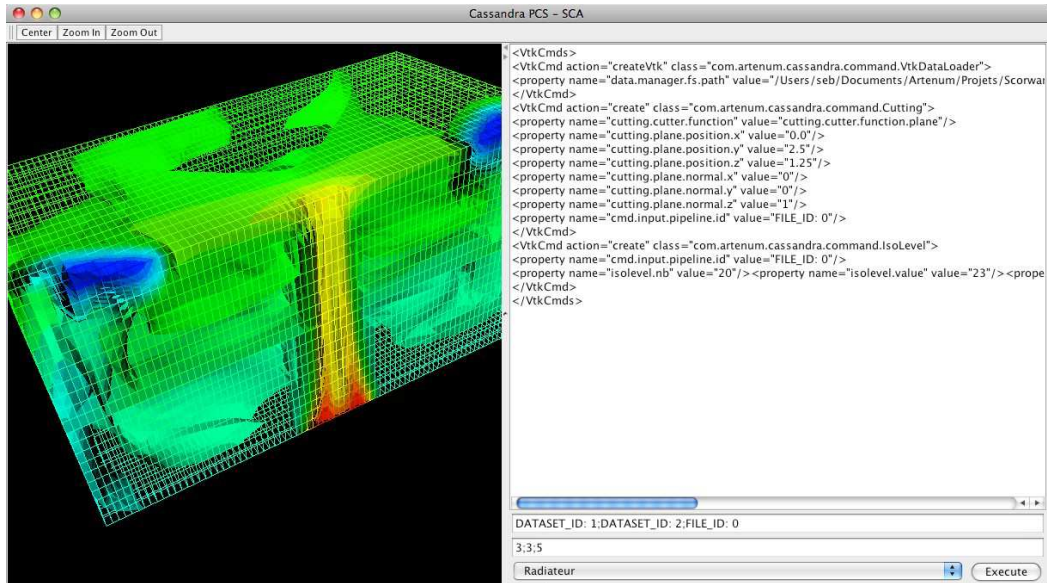 Cassandra PCS - SCA
Center Zoom In Zoom Out
<VtkCmds>
<VtkCmd action="createVtk" class="com.artenum.cassandra.command.VtkDataLoader">
<property name="data.manager.fs.path" value="/Users/seb/Documents/Artenum/Projets/Scorwar
</VtkCmd>
<VtkCmd action="create" class="com.artenum.cassandra.command.Cutting">
<property name="cutting.cutter.function" value="cutting.cutter.function.plane"/>
<property name="cutting.plane.position.x" value="0.0"/>
<property name="cutting.plane.position.y" value="2.5"/>
<property name="cutting.plane.position.z" value="1.25"/>
<property name="cutting.plane.normal.x" value="0"/>
<property name="cutting.plane.normal.y" value="0"/>
<property name="cutting.plane.normal.z" value="1"/>
<property name="cmd.input.pipeline.id" value="FILE_ID: 0"/>
</VtkCmd>
<VtkCmd action="create" class="com.artenum.cassandra.command.IsoLevel">
<property name="cmd.input.pipeline.id" value="FILE_ID: 0"/>
<property name="isolevel.nb" value="20"/><property name="isolevel.value" value="23"/><prope
</VtkCmd>
</VtkCmds>
DATASET_ID: 1;DATASET_ID: 2;FILE_ID: 0
3;3;5
Radiateur Execute